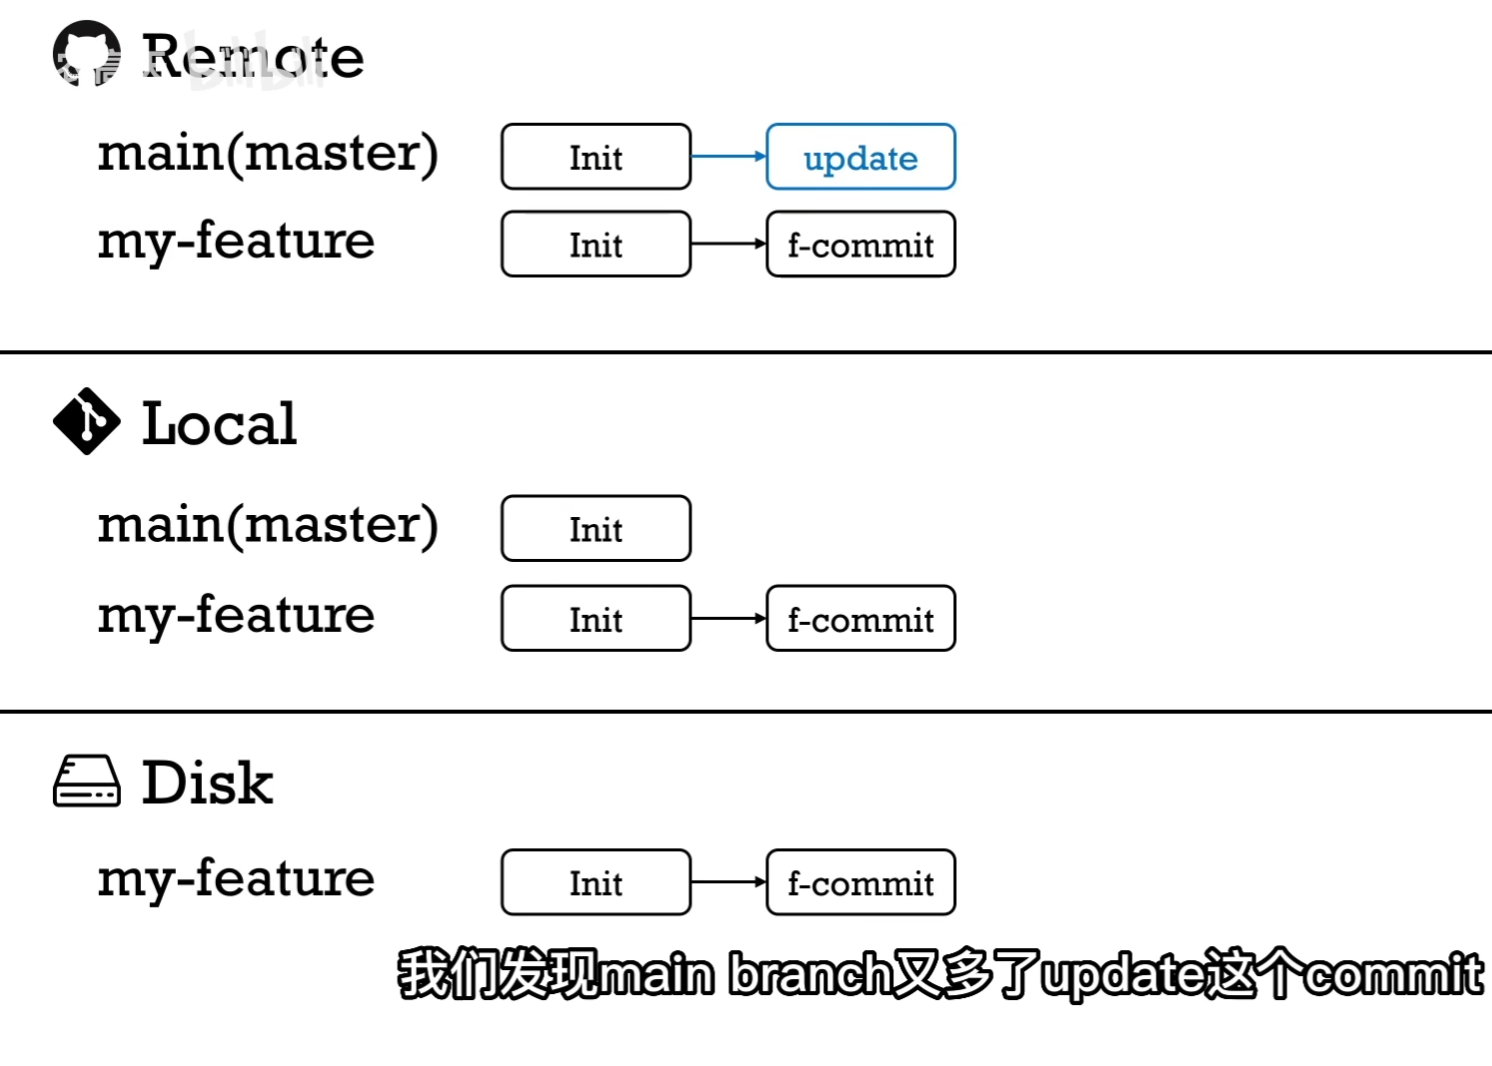 Remote
main(master) Init update
my-feature Init f-commit
Local
main(master) Init
my-feature Init f-commit
Disk
my-feature Init f-commit
我们发现main branch又多了update这个commit